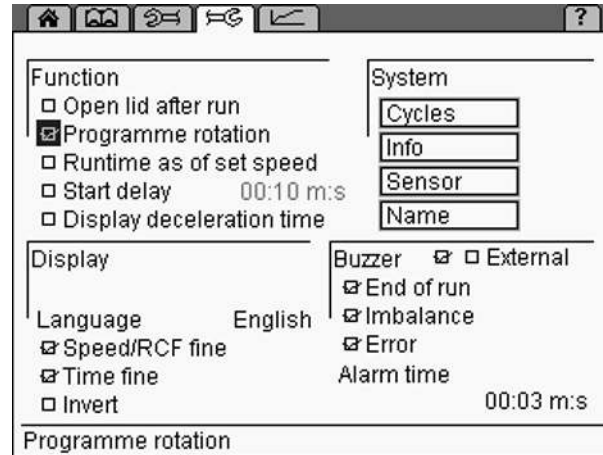 ?
Function
Open lid after run
Programme rotation
Runtime as of set speed
Start delay 00:10 m:s
Display deceleration time
System
Cycles
Info
Sensor
Name
Display
Language English
Speed/RCF fine
Time fine
Invert
Buzzer External
End of run
Imbalance
Error
Alarm time
00:03 m:s
Programme rotation